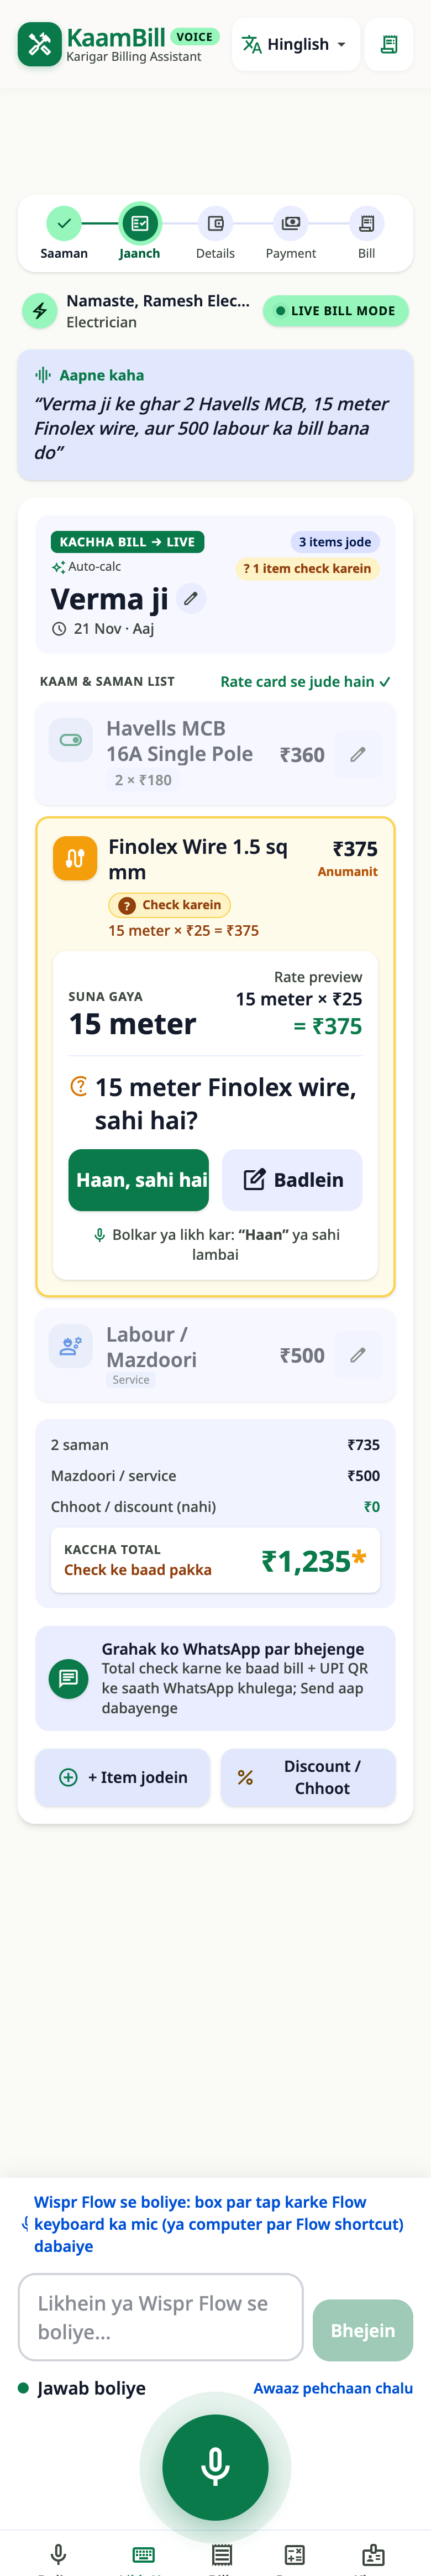 KaamBill VOICE
Karigar Billing Assistant
Hinglish
Saaman Jaanch Details Payment Bill
Namaste, Ramesh Elec...
Electrician
LIVE BILL MODE
Aapne kaha
“Verma ji ke ghar 2 Havells MCB, 15 meter
Finolex wire, aur 500 labour ka bill bana
do”
KACHHA BILL → LIVE
3 items jode
Auto-calc
? 1 item check karein
Verma ji
21 Nov · Aaj
KAAM & SAMAN LIST
Rate card se jude hain ✓
Havells MCB
16A Single Pole
₹360
2 × ₹180
Finolex Wire 1.5 sq
mm
₹375
Anumanit
? Check karein
15 meter × ₹25 = ₹375
Rate preview
SUNA GAYA
15 meter × ₹25
15 meter
= ₹375
15 meter Finolex wire,
sahi hai?
Haan, sahi hai
Badlein
Bolkar ya likh kar: “Haan” ya sahi
lambai
Labour /
Mazdoori
₹500
Service
2 saman ₹735
Mazdoori / service ₹500
Chhoot / discount (nahi) ₹0
KACCHA TOTAL
Check ke baad pakka
₹1,235*
Grahak ko WhatsApp par bhejenge
Total check karne ke baad bill + UPI QR
ke saath WhatsApp khulega; Send aap
dabayenge
+ Item jodein
Discount /
Chhoot
Wispr Flow se boliye: box par tap karke Flow
keyboard ka mic (ya computer par Flow shortcut)
dabaiye
Likhein ya Wispr Flow se
boliye...
Bhejein
Jawab boliye
Awaaz pehchaan chalu